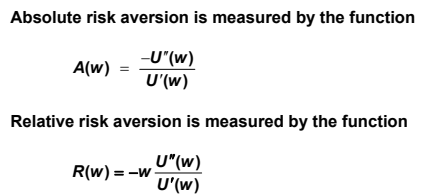 Absolute risk aversion is measured by the function
A(w) = -U″(w) / U′(w)
Relative risk aversion is measured by the function
R(w) = -w U″(w) / U′(w)